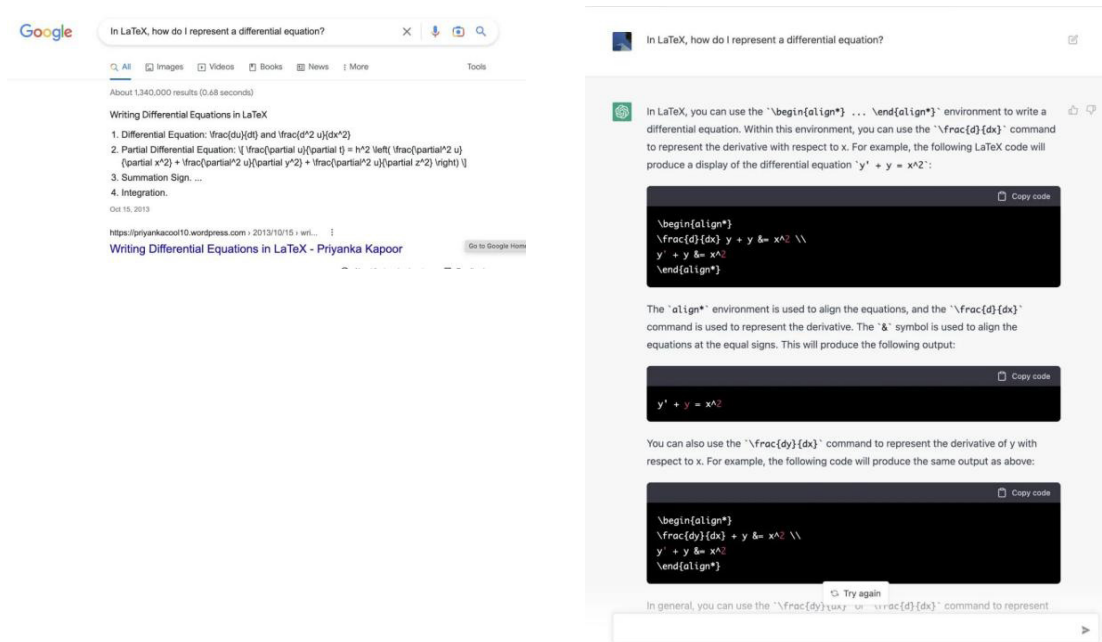 Google
In LaTeX, how do I represent a differential equation?
All Images Videos Books News More Tools
About 1,340,000 results (0.68 seconds)
Writing Differential Equations in LaTeX
1. Differential Equation: \frac{du}{dt} and \frac{d^2 u}{dx^2}
2. Partial Differential Equation: \[ \frac{\partial u}{\partial t} = h^2 \left( \frac{\partial^2 u}
{\partial x^2} + \frac{\partial^2 u}{\partial y^2} + \frac{\partial^2 u}{\partial z^2} \right) \]
3. Summation Sign. ...
4. Integration.
Oct 15, 2013
https://priyankacool10.wordpress.com › 2013/10/15 › wri...
Writing Differential Equations in LaTeX - Priyanka Kapoor
Go to Google Home
In LaTeX, how do I represent a differential equation?
In LaTeX, you can use the `\begin{align*} ... \end{align*}` environment to write a
differential equation. Within this environment, you can use the `\frac{d}{dx}` command
to represent the derivative with respect to x. For example, the following LaTeX code will
produce a display of the differential equation `y' + y = x^2`:
Copy code
\begin{align*}
\frac{d}{dx} y + y &= x^2 \\
y' + y &= x^2
\end{align*}
The `align*` environment is used to align the equations, and the `\frac{d}{dx}`
command is used to represent the derivative. The `&` symbol is used to align the
equations at the equal signs. This will produce the following output:
Copy code
y' + y = x^2
You can also use the `\frac{dy}{dx}` command to represent the derivative of y with
respect to x. For example, the following code will produce the same output as above:
Copy code
\begin{align*}
\frac{dy}{dx} + y &= x^2 \\
y' + y &= x^2
\end{align*}
Try again
In general, you can use the `\frac{dy}{dx}` or `\frac{d}{dx}` command to represent